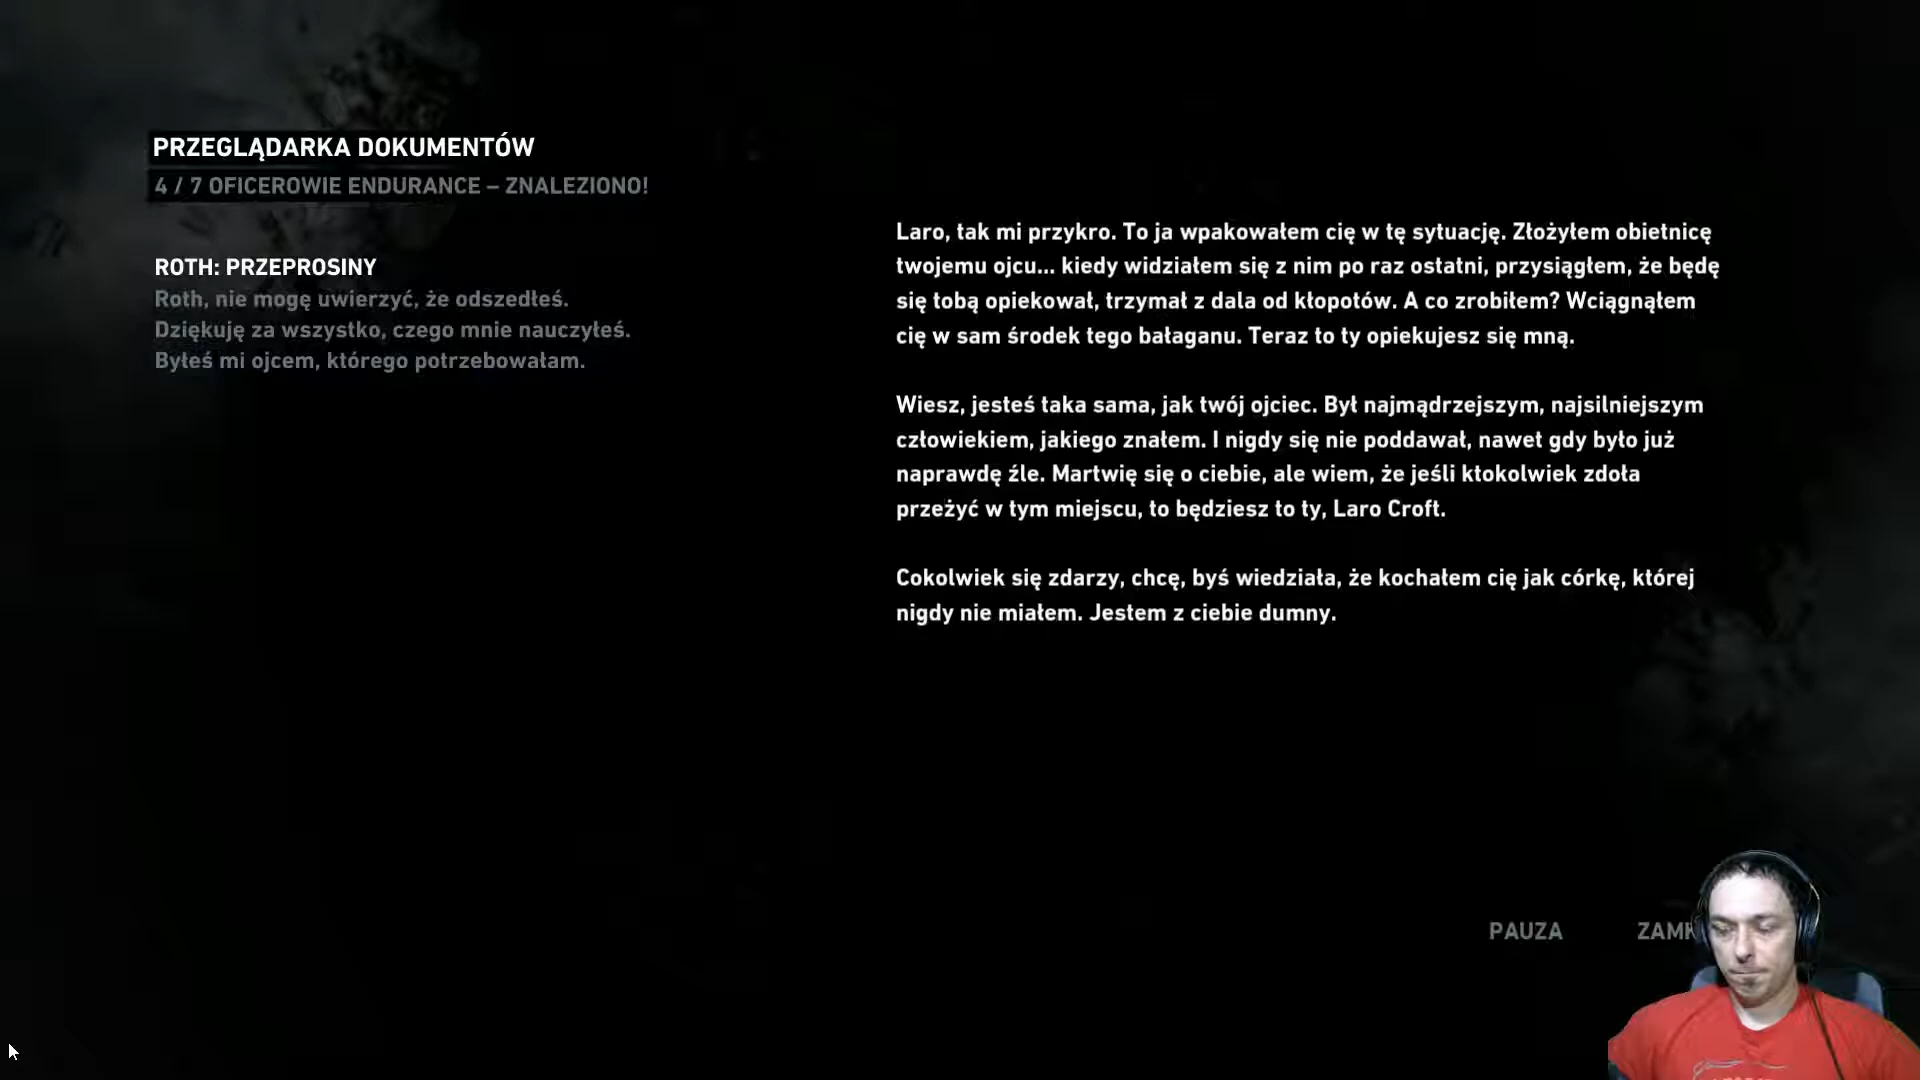 PRZEGLĄDARKA DOKUMENTÓW
4 / 7 OFICEROWIE ENDURANCE – ZNALEZIONO!
ROTH: PRZEPROSINY
Roth, nie mogę uwierzyć, że odszedłeś.
Dziękuję za wszystko, czego mnie nauczyłeś.
Byłeś mi ojcem, którego potrzebowałam.
Laro, tak mi przykro. To ja wpakowałem cię w tę sytuację. Złożyłem obietnicę
twojemu ojcu... kiedy widziałem się z nim po raz ostatni, przysiągłem, że będę
się tobą opiekował, trzymał z dala od kłopotów. A co zrobiłem? Wciągnąłem
cię w sam środek tego bałaganu. Teraz to ty opiekujesz się mną.
Wiesz, jesteś taka sama, jak twój ojciec. Był najmądrzejszym, najsilniejszym
człowiekiem, jakiego znałem. I nigdy się nie poddawał, nawet gdy było już
naprawdę źle. Martwię się o ciebie, ale wiem, że jeśli ktokolwiek zdoła
przeżyć w tym miejscu, to będziesz to ty, Laro Croft.
Cokolwiek się zdarzy, chcę, byś wiedziała, że kochałem cię jak córkę, której
nigdy nie miałem. Jestem z ciebie dumny.
PAUZA